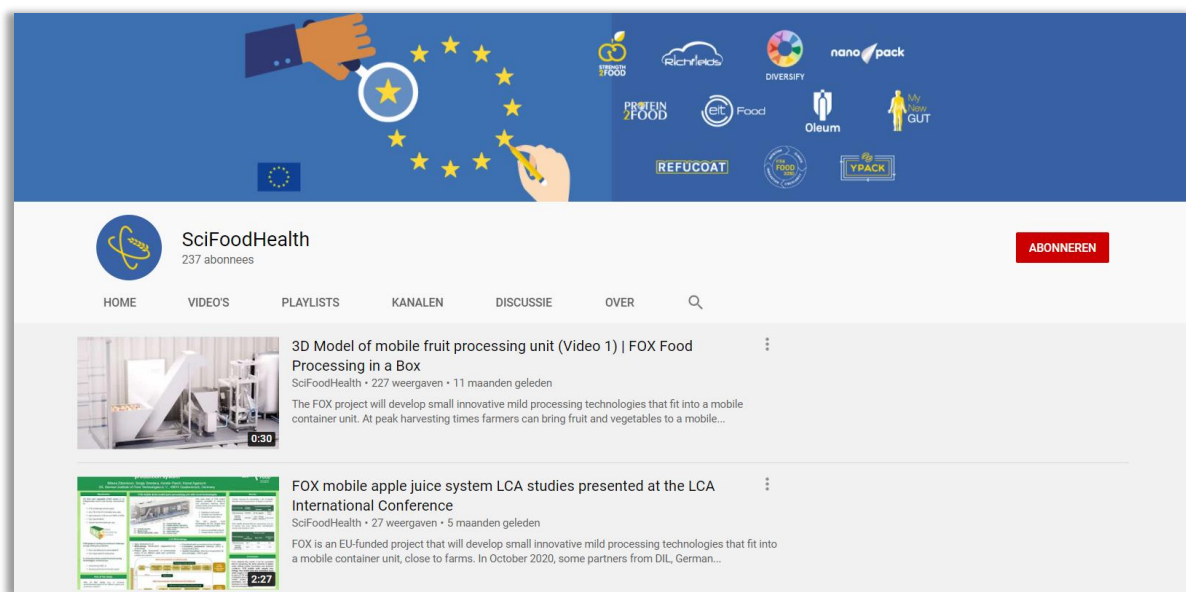 STRENGTH
2FOOD
Richfields
DIVERSIFY
nano pack
PROTEIN
2FOOD
eit Food
Oleum
My
New
GUT
REFUCOAT
FOOD
2030
YPACK
SciFoodHealth
237 abonnees
ABONNEREN
HOME VIDEO'S PLAYLISTS KANALEN DISCUSSIE OVER
3D Model of mobile fruit processing unit (Video 1) | FOX Food
Processing in a Box
SciFoodHealth • 227 weergaven • 11 maanden geleden
The FOX project will develop small innovative mild processing technologies that fit into a mobile
container unit. At peak harvesting times farmers can bring fruit and vegetables to a mobile...
0:30
FOX mobile apple juice system LCA studies presented at the LCA
International Conference
SciFoodHealth • 27 weergaven • 5 maanden geleden
FOX is an EU-funded project that will develop small innovative mild processing technologies that fit into
a mobile container unit, close to farms. In October 2020, some partners from DIL, German...
2:27